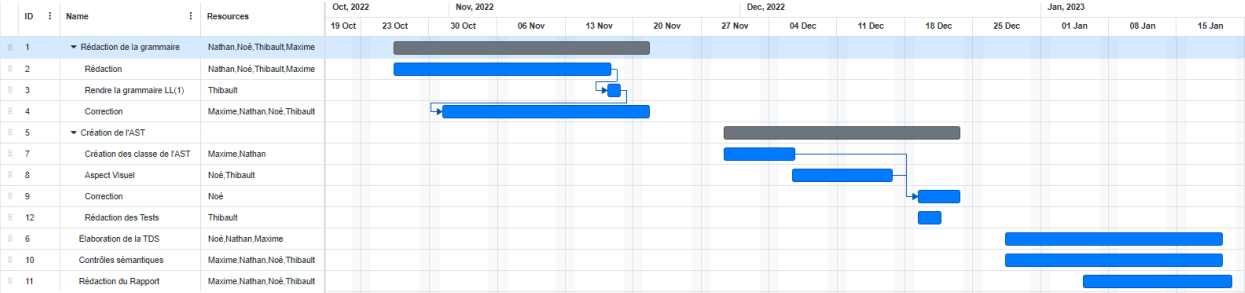 ID Name Resources
Oct, 2022 Nov, 2022 Dec, 2022 Jan, 2023
19 Oct 23 Oct 30 Oct 06 Nov 13 Nov 20 Nov 27 Nov 04 Dec 11 Dec 18 Dec 25 Dec 01 Jan 08 Jan 15 Jan
1 Rédaction de la grammaire Nathan,Noé,Thibault,Maxime
2 Rédaction Nathan,Noé,Thibault,Maxime
3 Rendre la grammaire LL(1) Thibault
4 Correction Maxime,Nathan,Noé,Thibault
5 Création de l'AST
7 Création des classe de l'AST Maxime,Nathan
8 Aspect Visuel Noé,Thibault
9 Correction Noé
12 Rédaction des Tests Thibault
6 Élaboration de la TDS Noé,Nathan,Maxime
10 Contrôles sémantiques Maxime,Nathan,Noé,Thibault
11 Rédaction du Rapport Maxime,Nathan,Noé,Thibault